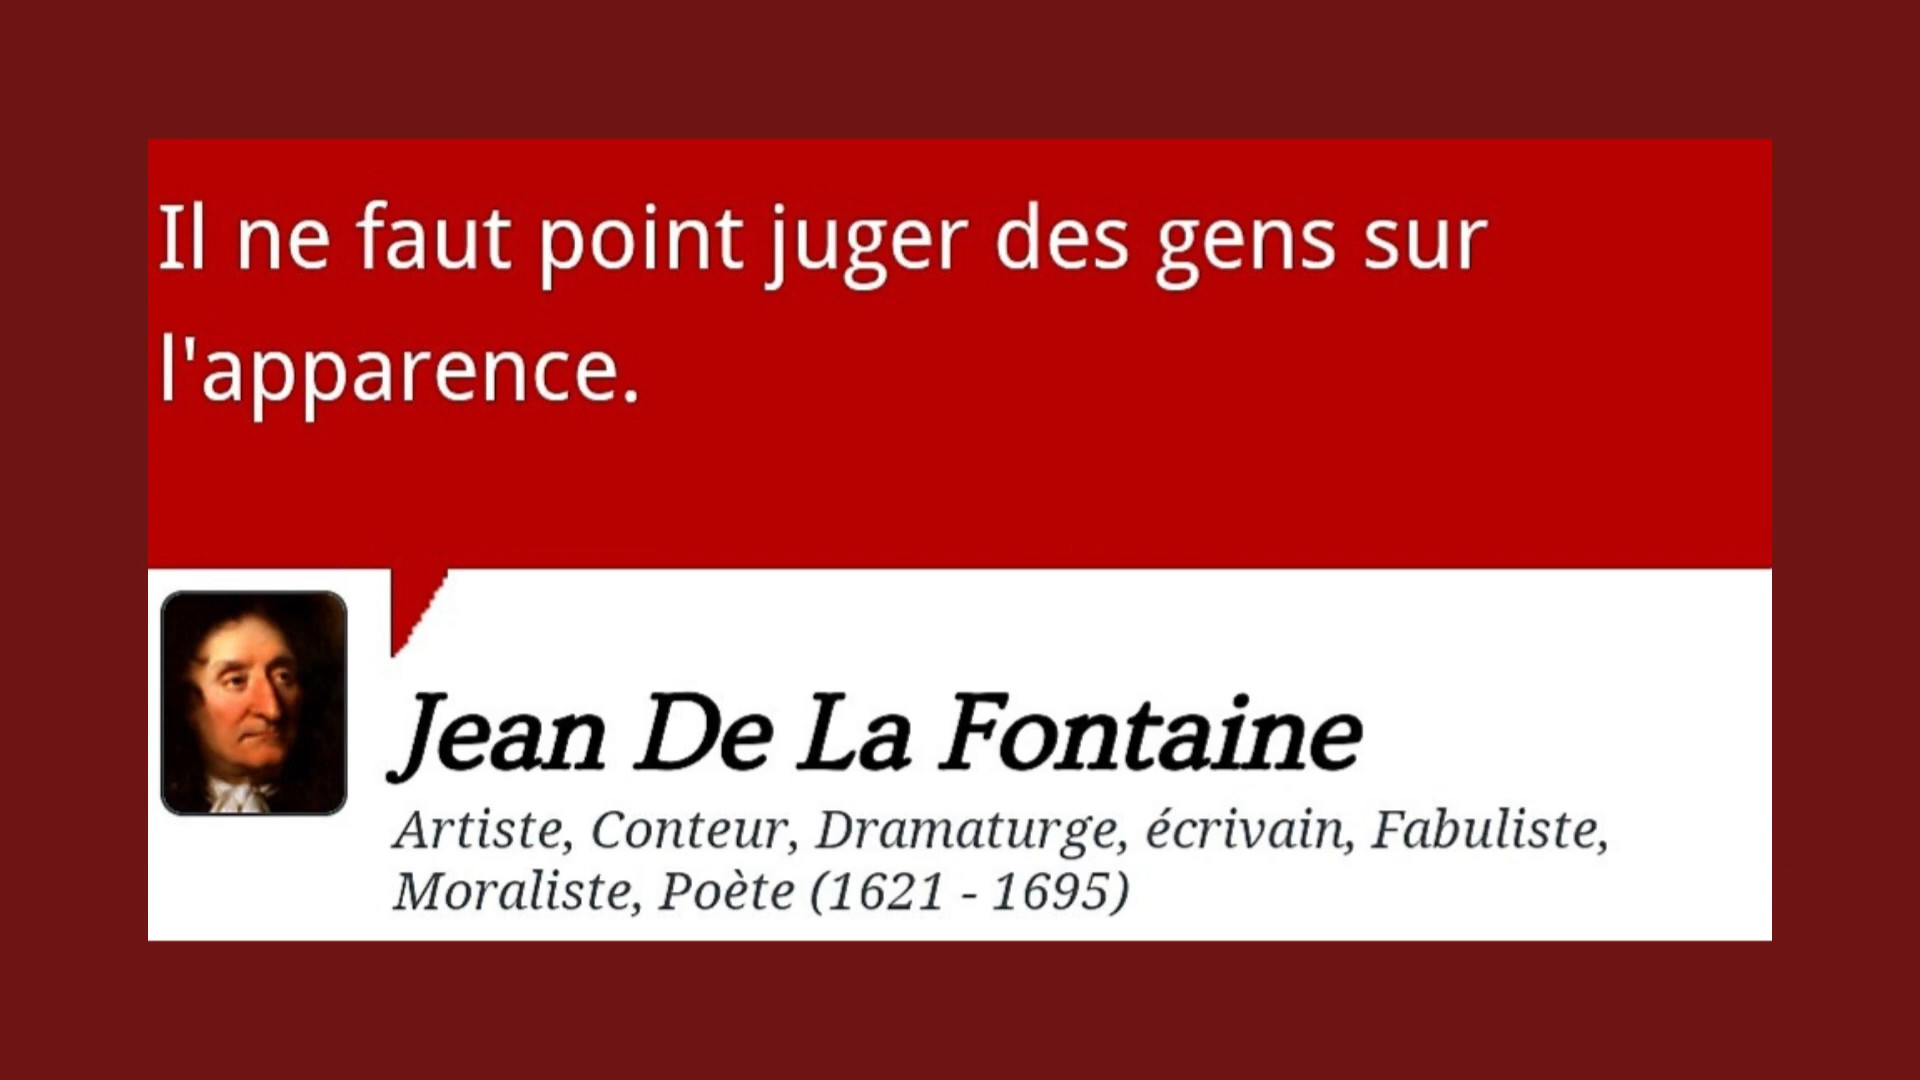 Il ne faut point juger des gens sur
l'apparence.
Jean De La Fontaine
Artiste, Conteur, Dramaturge, écrivain, Fabuliste,
Moraliste, Poète (1621 - 1695)